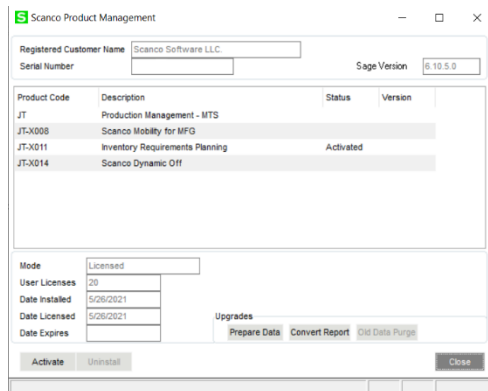 S Scanco Product Management
Registered Customer Name Scanco Software LLC.
Serial Number Sage Version 6.10.5.0
Product Code Description Status Version
JT Production Management - MTS
JT-X008 Scanco Mobility for MFG
JT-X011 Inventory Requirements Planning Activated
JT-X014 Scanco Dynamic Off
Mode Licensed
User Licenses 20
Date Installed 5/26/2021
Date Licensed 5/26/2021 Upgrades
Date Expires Prepare Data Convert Report Old Data Purge
Activate Uninstall Close